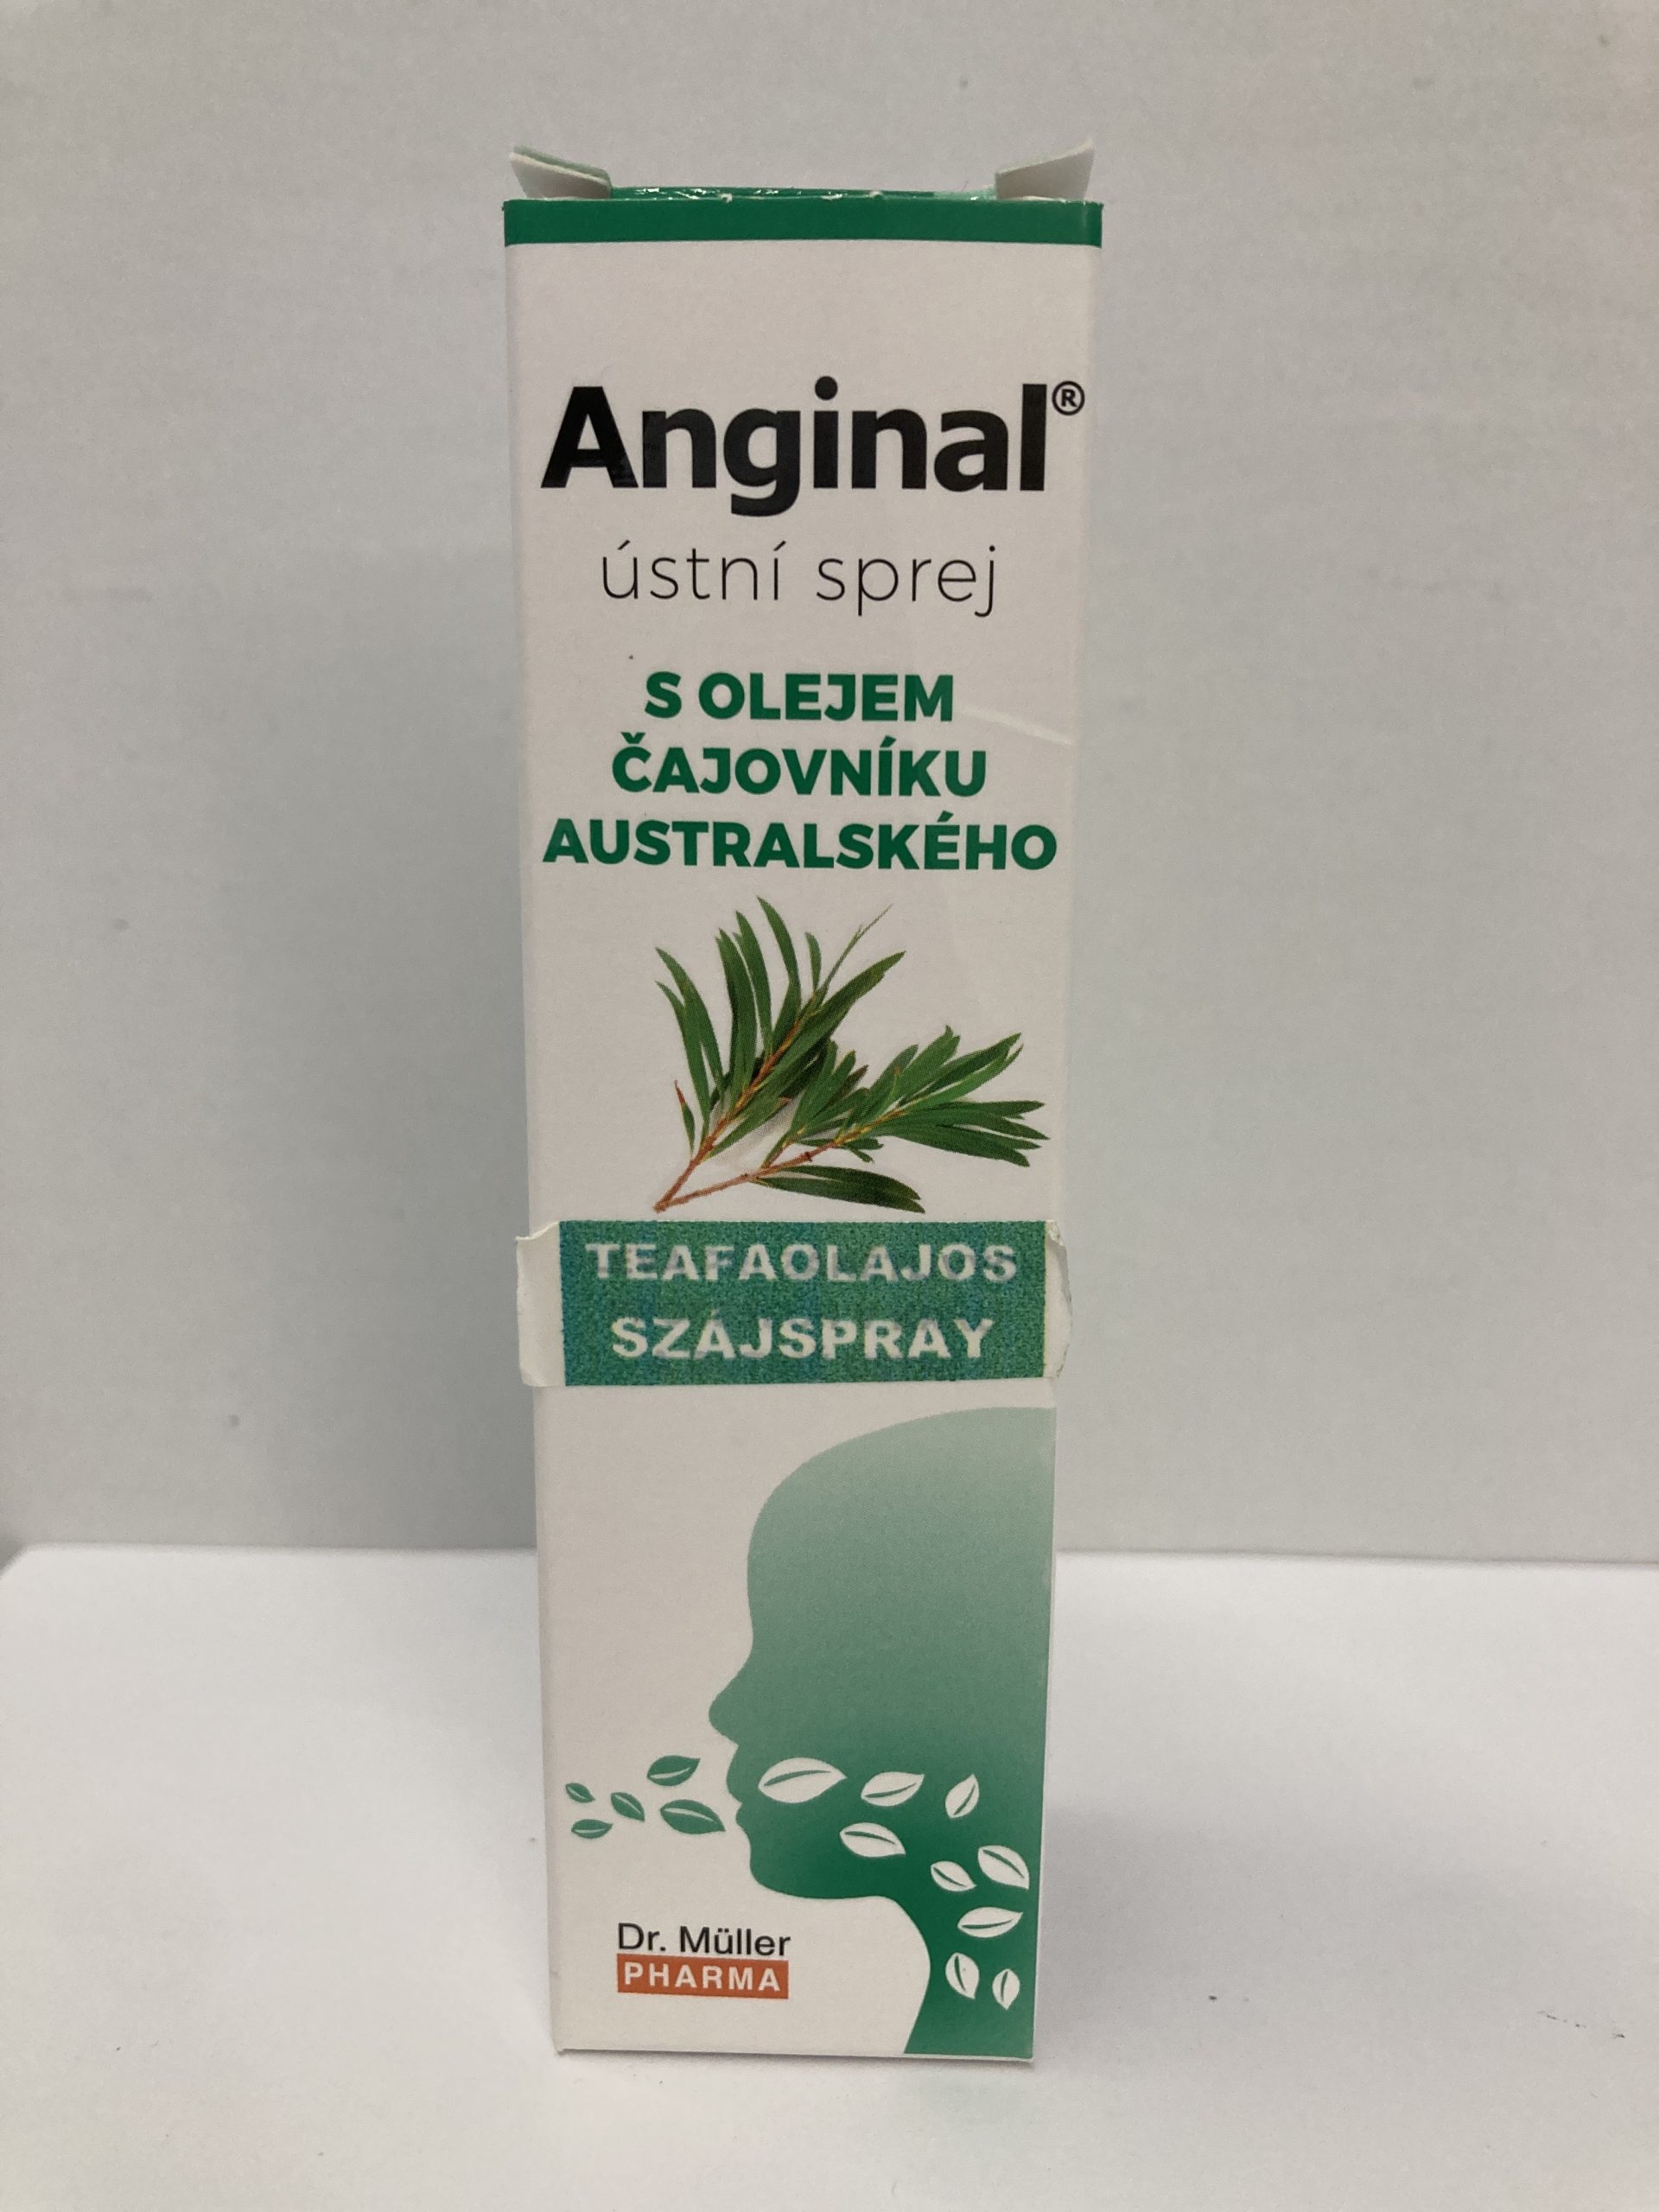 Anginal®
ústní sprej
S OLEJEM
ČAJOVNÍKU
AUSTRALSKÉHO
TEAFAOLAJOS
SZÁJSPRAY
Dr. Müller
PHARMA